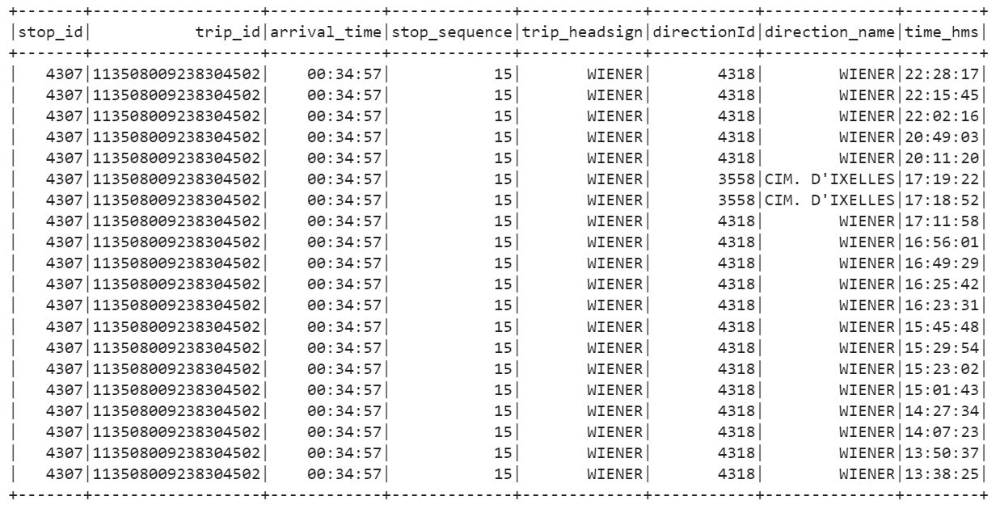 +-------+------------------+------------+-------------+-------------+-----------+--------------+--------+
|stop_id|           trip_id|arrival_time|stop_sequence|trip_headsign|directionId|direction_name|time_hms|
+-------+------------------+------------+-------------+-------------+-----------+--------------+--------+
|   4307|113508009238304502|    00:34:57|           15|       WIENER|       4318|        WIENER|22:28:17|
|   4307|113508009238304502|    00:34:57|           15|       WIENER|       4318|        WIENER|22:15:45|
|   4307|113508009238304502|    00:34:57|           15|       WIENER|       4318|        WIENER|22:02:16|
|   4307|113508009238304502|    00:34:57|           15|       WIENER|       4318|        WIENER|20:49:03|
|   4307|113508009238304502|    00:34:57|           15|       WIENER|       4318|        WIENER|20:11:20|
|   4307|113508009238304502|    00:34:57|           15|       WIENER|       3558|CIM. D'IXELLES|17:19:22|
|   4307|113508009238304502|    00:34:57|           15|       WIENER|       3558|CIM. D'IXELLES|17:18:52|
|   4307|113508009238304502|    00:34:57|           15|       WIENER|       4318|        WIENER|17:11:58|
|   4307|113508009238304502|    00:34:57|           15|       WIENER|       4318|        WIENER|16:56:01|
|   4307|113508009238304502|    00:34:57|           15|       WIENER|       4318|        WIENER|16:49:29|
|   4307|113508009238304502|    00:34:57|           15|       WIENER|       4318|        WIENER|16:25:42|
|   4307|113508009238304502|    00:34:57|           15|       WIENER|       4318|        WIENER|16:23:31|
|   4307|113508009238304502|    00:34:57|           15|       WIENER|       4318|        WIENER|15:45:48|
|   4307|113508009238304502|    00:34:57|           15|       WIENER|       4318|        WIENER|15:29:54|
|   4307|113508009238304502|    00:34:57|           15|       WIENER|       4318|        WIENER|15:23:02|
|   4307|113508009238304502|    00:34:57|           15|       WIENER|       4318|        WIENER|15:01:43|
|   4307|113508009238304502|    00:34:57|           15|       WIENER|       4318|        WIENER|14:27:34|
|   4307|113508009238304502|    00:34:57|           15|       WIENER|       4318|        WIENER|14:07:23|
|   4307|113508009238304502|    00:34:57|           15|       WIENER|       4318|        WIENER|13:50:37|
|   4307|113508009238304502|    00:34:57|           15|       WIENER|       4318|        WIENER|13:38:25|
+-------+------------------+------------+-------------+-------------+-----------+--------------+--------+